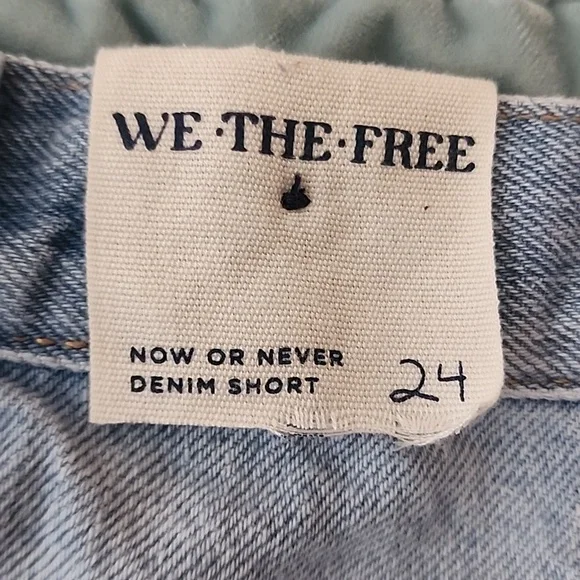 WE·THE·FREE
NOW OR NEVER
DENIM SHORT
24